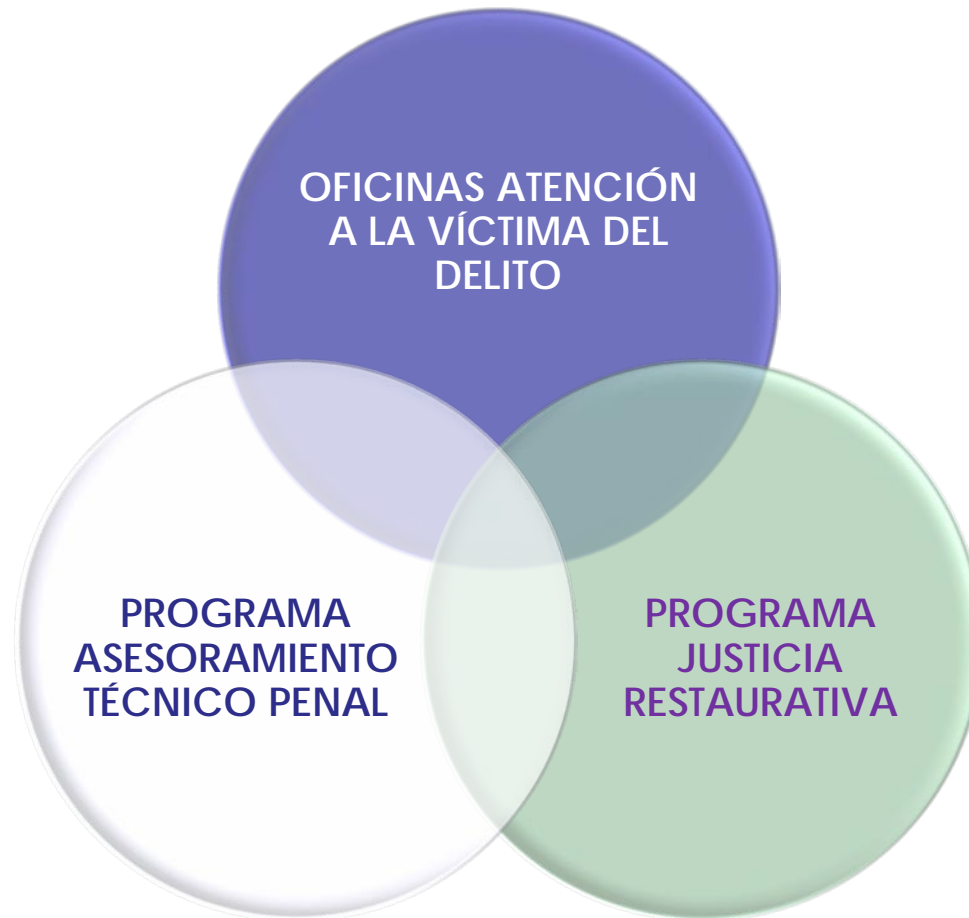 OFICINAS ATENCIÓN
A LA VÍCTIMA DEL
DELITO
PROGRAMA
ASESORAMIENTO
TÉCNICO PENAL
PROGRAMA
JUSTICIA
RESTAURATIVA